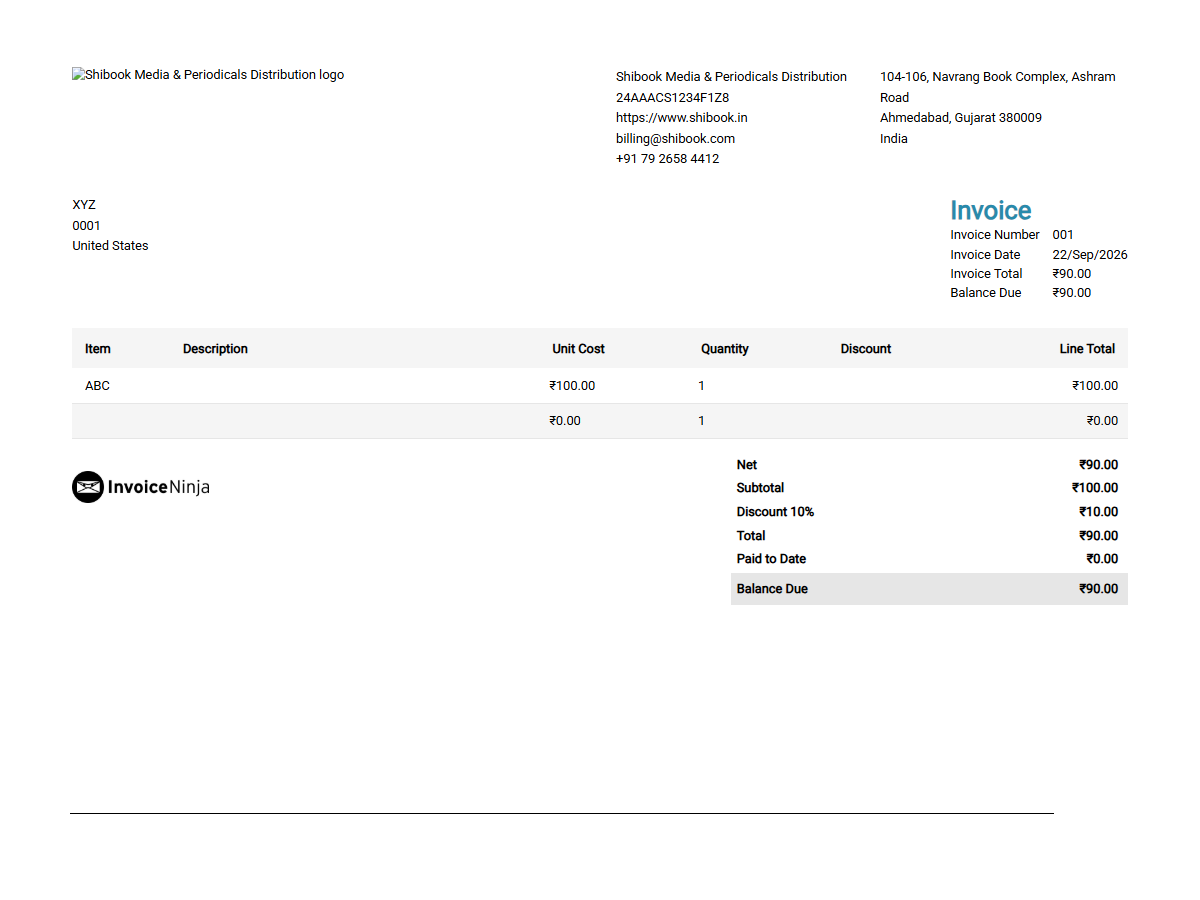 Shibook Media & Periodicals Distribution logo
Shibook Media & Periodicals Distribution
24AAACS1234F1Z8
https://www.shibook.in
billing@shibook.com
+91 79 2658 4412
104-106, Navrang Book Complex, Ashram
Road
Ahmedabad, Gujarat 380009
India
XYZ
0001
United States
Invoice
Invoice Number 001
Invoice Date 22/Sep/2026
Invoice Total ₹90.00
Balance Due ₹90.00
Item Description Unit Cost Quantity Discount Line Total
ABC ₹100.00 1 ₹100.00
₹0.00 1 ₹0.00
InvoiceNinja
Net ₹90.00
Subtotal ₹100.00
Discount 10% ₹10.00
Total ₹90.00
Paid to Date ₹0.00
Balance Due ₹90.00